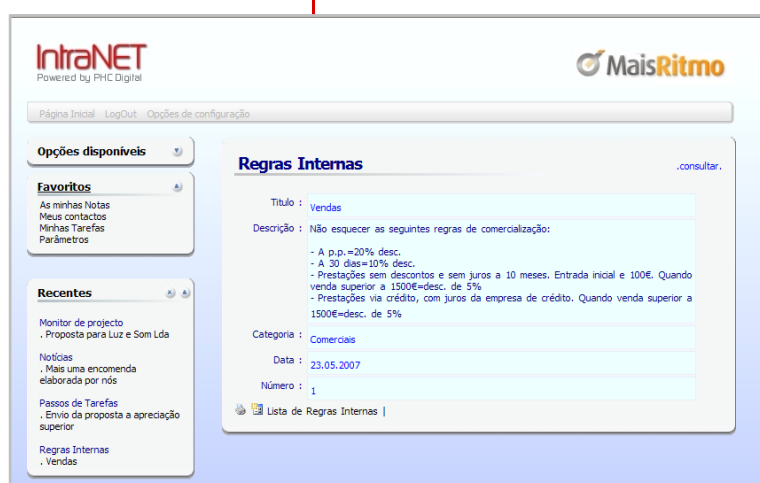 IntraNET
Powered by PHC Digital
MaisRitmo
Página Inicial LogOut Opções de configuração
Opções disponíveis
Favoritos
As minhas Notas
Meus contactos
Minhas Tarefas
Parâmetros
Recentes
Monitor de projecto
. Proposta para Luz e Som Lda
Notícias
. Mais uma encomenda
elaborada por nós
Passos de Tarefas
. Envio da proposta a apreciação
superior
Regras Internas
. Vendas
Regras Internas
.consultar.
Titulo : Vendas
Descrição : Não esquecer as seguintes regras de comercialização:
- A p.p.=20% desc.
- A 30 dias=10% desc.
- Prestações sem descontos e sem juros a 10 meses. Entrada inicial e 100€. Quando
venda superior a 1500€=desc. de 5%
- Prestações via crédito, com juros da empresa de crédito. Quando venda superior a
1500€=desc. de 5%
Categoria : Comerciais
Data : 23.05.2007
Número : 1
Lista de Regras Internas |